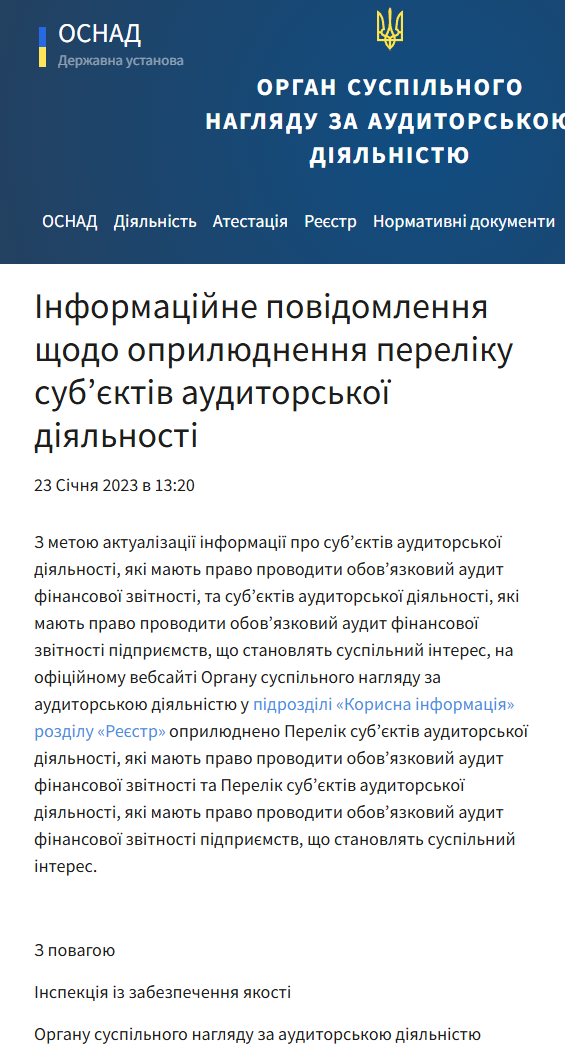 ОСНАД
Державна установа
ОРГАН СУСПІЛЬНОГО
НАГЛЯДУ ЗА АУДИТОРСЬКОЮ
ДІЯЛЬНІСТЮ
ОСНАД Діяльність Атестація Реєстр Нормативні документи
Інформаційне повідомлення
щодо оприлюднення переліку
суб’єктів аудиторської
діяльності
23 Січня 2023 в 13:20
З метою актуалізації інформації про суб’єктів аудиторської
діяльності, які мають право проводити обов’язковий аудит
фінансової звітності, та суб’єктів аудиторської діяльності, які
мають право проводити обов’язковий аудит фінансової
звітності підприємств, що становлять суспільний інтерес, на
офіційному вебсайті Органу суспільного нагляду за
аудиторською діяльністю у підрозділі «Корисна інформація»
розділу «Реєстр» оприлюднено Перелік суб’єктів аудиторської
діяльності, які мають право проводити обов’язковий аудит
фінансової звітності та Перелік суб’єктів аудиторської
діяльності, які мають право проводити обов’язковий аудит
фінансової звітності підприємств, що становлять суспільний
інтерес.
З повагою
Інспекція із забезпечення якості
Органу суспільного нагляду за аудиторською діяльністю